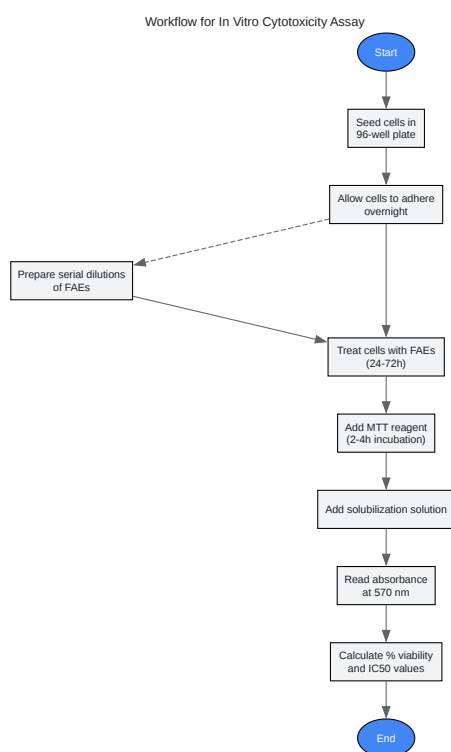 Workflow for In Vitro Cytotoxicity Assay
Start
Seed cells in
96-well plate
Allow cells to adhere
overnight
Prepare serial dilutions
of FAEs
Treat cells with FAEs
(24-72h)
Add MTT reagent
(2-4h incubation)
Add solubilization solution
Read absorbance
at 570 nm
Calculate % viability
and IC50 values
End